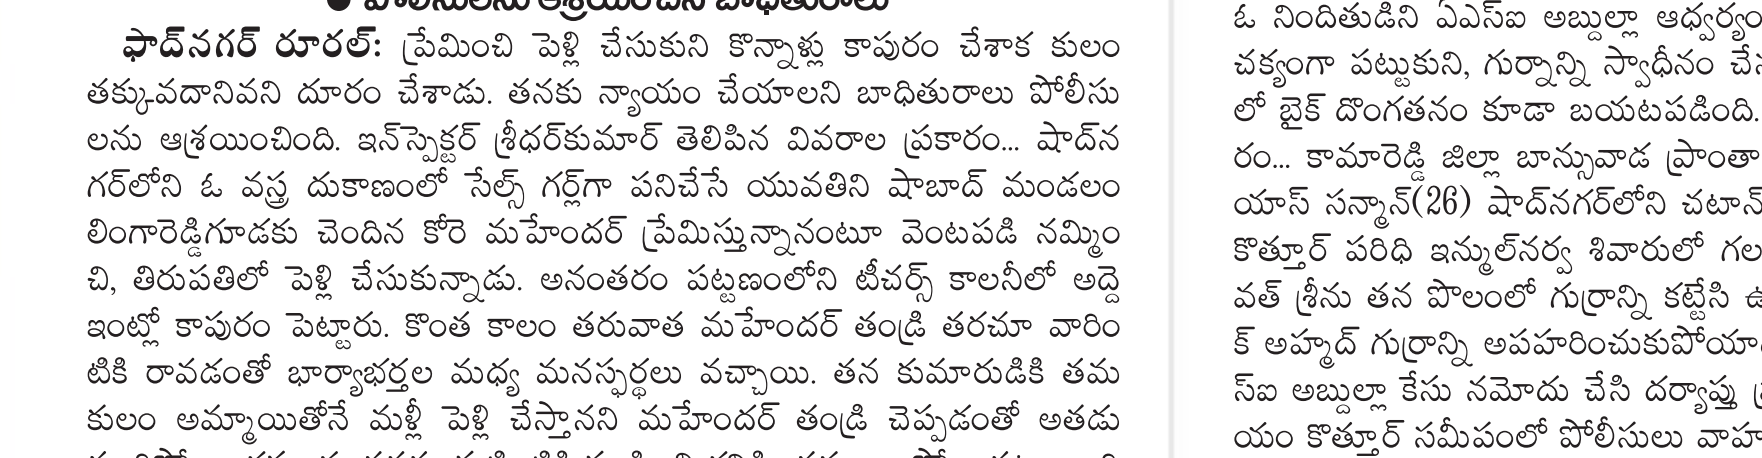 ● పోలీసులను ఆశ్రయించిన బాధితురాలు
ఫాద్‌నగర్ రూరల్: ప్రేమించి పెళ్లి చేసుకుని కొన్నాళ్లు కాపురం చేశాక కులం
తక్కువదానివని దూరం చేశాడు. తనకు న్యాయం చేయాలని బాధితురాలు పోలీసు
లను ఆశ్రయించింది. ఇన్‌స్పెక్టర్ శ్రీధర్‌కుమార్ తెలిపిన వివరాల ప్రకారం... షాద్‌న
గర్‌లోని ఓ వస్త్ర దుకాణంలో సేల్స్ గర్ల్‌గా పనిచేసే యువతిని షాబాద్ మండలం
లింగారెడ్డిగూడకు చెందిన కోరె మహేందర్ ప్రేమిస్తున్నానంటూ వెంటపడి నమ్మిం
చి, తిరుపతిలో పెళ్లి చేసుకున్నాడు. అనంతరం పట్టణంలోని టీచర్స్ కాలనీలో అద్దె
ఇంట్లో కాపురం పెట్టారు. కొంత కాలం తరువాత మహేందర్ తండ్రి తరచూ వారిం
టికి రావడంతో భార్యాభర్తల మధ్య మనస్పర్థలు వచ్చాయి. తన కుమారుడికి తమ
కులం అమ్మాయితోనే మళ్లీ పెళ్లి చేస్తానని మహేందర్ తండ్రి చెప్పడంతో అతడు
ఓ నిందితుడిని ఏఎస్ఐ అబ్దుల్లా ఆధ్వర్యం
చక్యంగా పట్టుకుని, గుర్నాన్ని స్వాధీనం చే
లో బైక్ దొంగతనం కూడా బయటపడింది.
రం... కామారెడ్డి జిల్లా బాన్సువాడ ప్రాంతా
యాస్ సన్మాన్(26) షాద్‌నగర్‌లోని చటాన్
కొత్తూర్ పరిధి ఇన్ముల్‌నర్వ శివారులో గల
వత్ శ్రీను తన పొలంలో గుర్రాన్ని కట్టేసి ఉ
క్ అహ్మద్ గుర్రాన్ని అపహరించుకుపోయా
స్ఐ అబ్దుల్లా కేసు నమోదు చేసి దర్యాప్తు
యం కొత్తూర్ సమీపంలో పోలీసులు వాహ